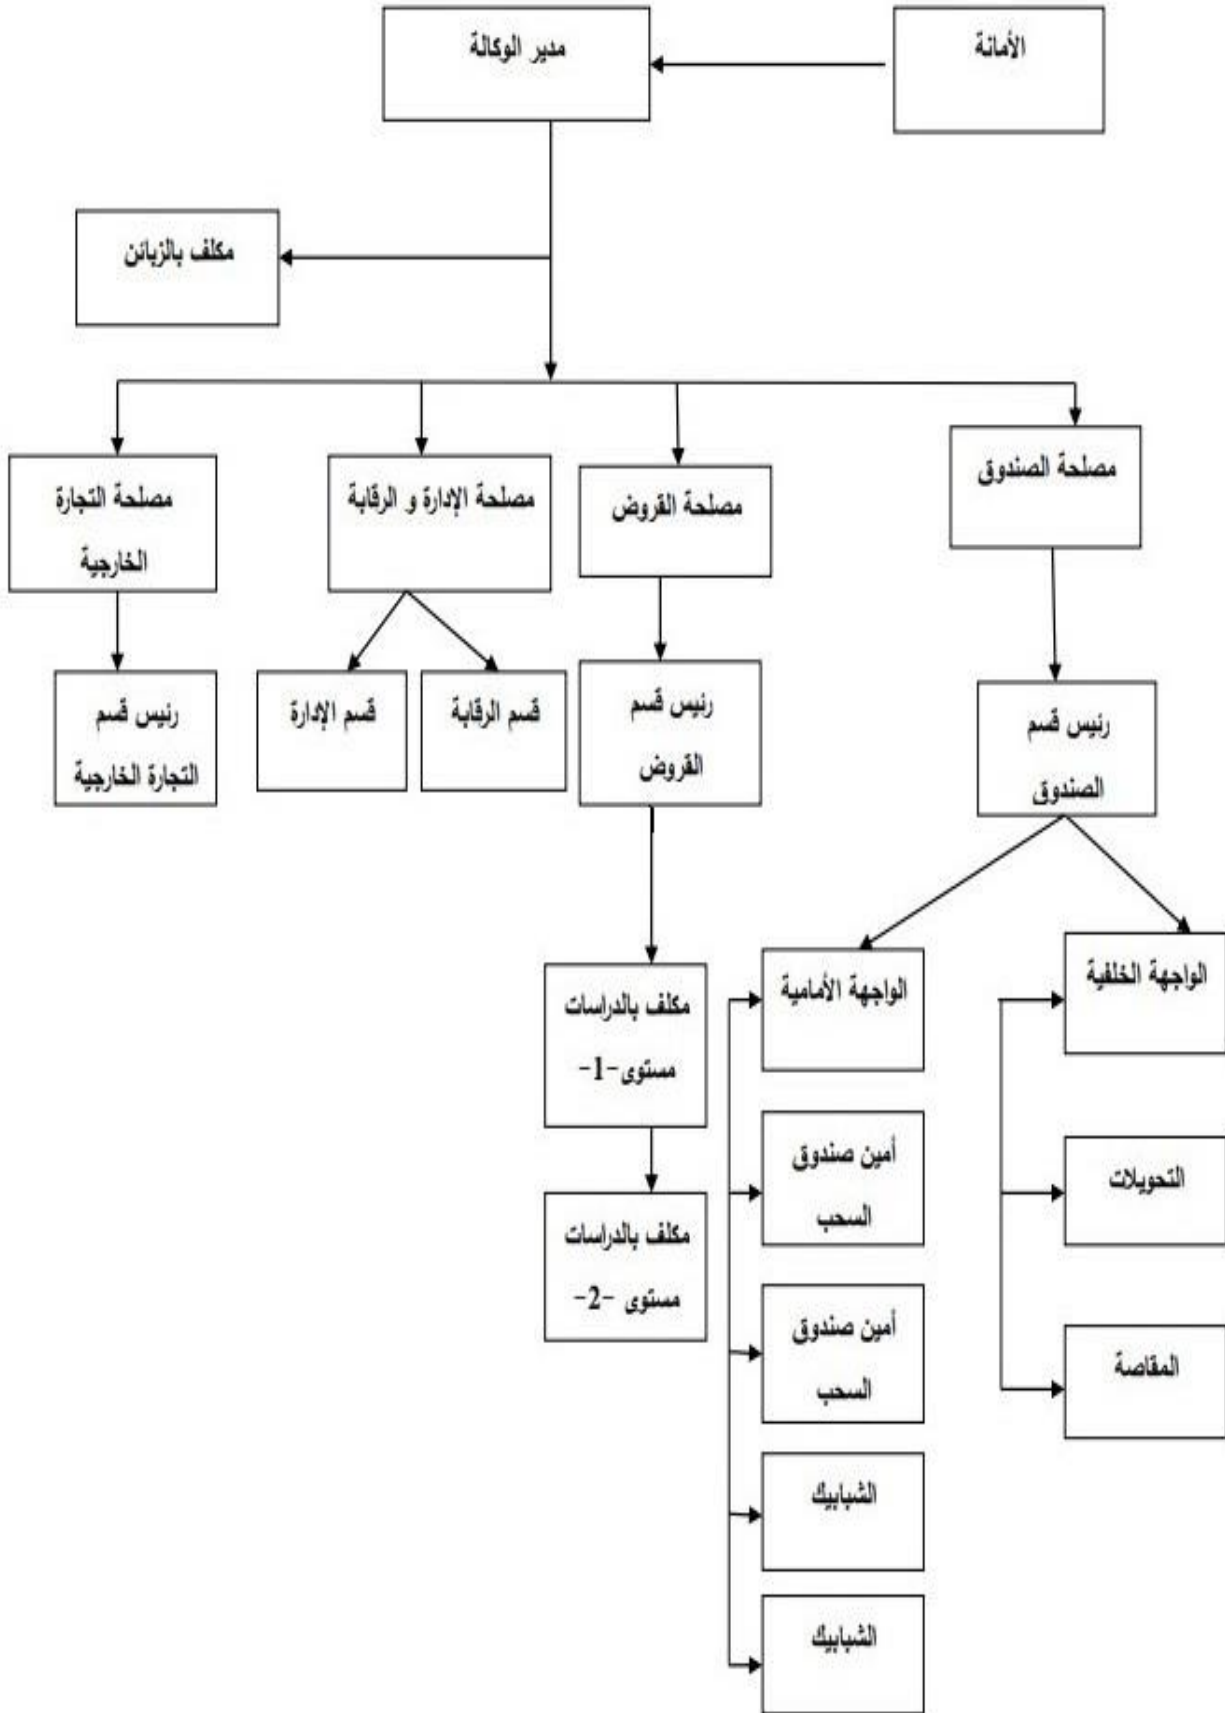 الأمانة
مدير الوكالة
مكلف بالزبائن
مصلحة الصندوق
مصلحة القروض
مصلحة الإدارة و الرقابة
مصلحة التجارة
الخارجية
رئيس قسم
الصندوق
رئيس قسم
القروض
قسم الرقابة
قسم الإدارة
رئيس قسم
التجارة الخارجية
الواجهة الخلفية
التحويلات
المقاصة
الواجهة الأمامية
أمين صندوق
السحب
أمين صندوق
السحب
الشبابيك
الشبابيك
مكلف بالدراسات
مستوى-1-
مكلف بالدراسات
مستوى -2-